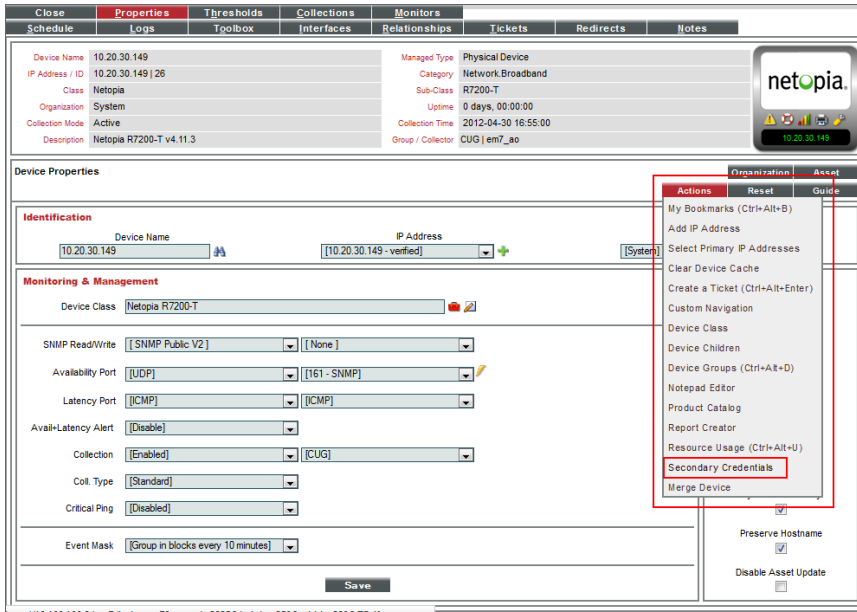 Close Properties Thresholds Collections Monitors
Schedule Logs Toolbox Interfaces Relationships Tickets Redirects Notes
Device Name 10.20.30.149 Managed Type Physical Device
IP Address / ID 10.20.30.149 | 26 Category Network.Broadband
Class Netopia Sub-Class R7200-T
Organization System Uptime 0 days, 00:00:00
Collection Mode Active Collection Time 2012-04-30 16:55:00
Description Netopia R7200-T v4.11.3 Group / Collector CUG | em7_ao
netopia.
10.20.30.149
Device Properties
Organization Asset
Actions Reset Guide
My Bookmarks (Ctrl+Alt+B)
Add IP Address
Select Primary IP Addresses
Clear Device Cache
Create a Ticket (Ctrl+Alt+Enter)
Custom Navigation
Device Class
Device Children
Device Groups (Ctrl+Alt+D)
Notepad Editor
Product Catalog
Report Creator
Resource Usage (Ctrl+Alt+U)
Secondary Credentials
Merge Device
Identification
Device Name IP Address
10.20.30.149 [10.20.30.149 - verified] [System]
Monitoring & Management
Device Class Netopia R7200-T
SNMP Read/Write [ SNMP Public V2 ] [ None ]
Availability Port [UDP] [161 - SNMP]
Latency Port [ICMP] [ICMP]
Avail+Latency Alert [Disable]
Collection [Enabled] [CUG]
Coll. Type [Standard]
Critical Ping [Disabled]
Event Mask [Group in blocks every 10 minutes]
Preserve Hostname
Disable Asset Update
Save